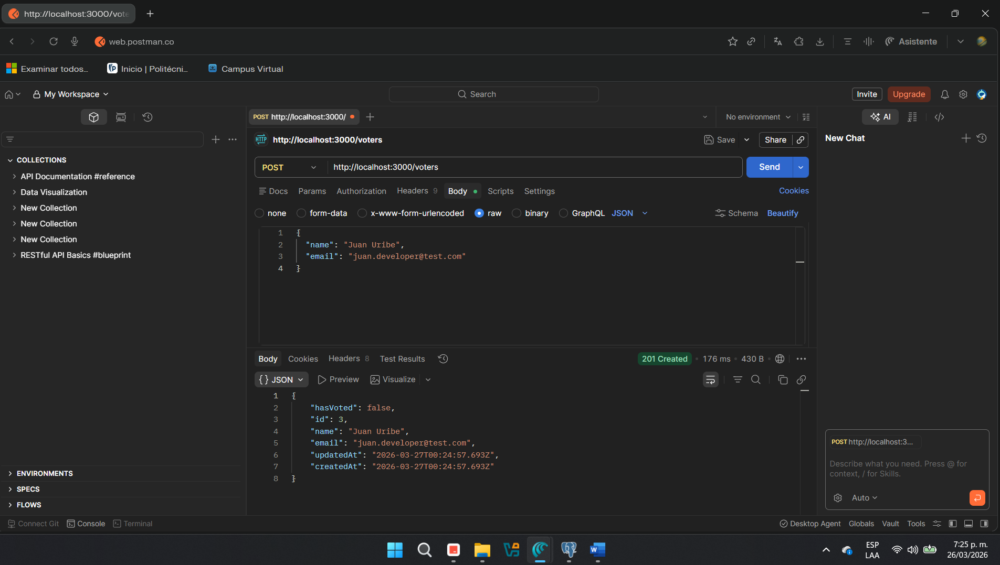 http://localhost:3000/vote
web.postman.co
Asistente
Examinar todos...
Inicio | Politécni...
Campus Virtual
My Workspace
Search
Invite
Upgrade
POST http://localhost:3000/
No environment
AI
HTTP http://localhost:3000/voters
Save
Share
New Chat
COLLECTIONS
API Documentation #reference
Data Visualization
New Collection
New Collection
New Collection
RESTful API Basics #blueprint
POST
http://localhost:3000/voters
Send
Docs
Params
Authorization
Headers 9
Body
Scripts
Settings
Cookies
none
form-data
x-www-form-urlencoded
raw
binary
GraphQL
JSON
Schema
Beautify
1 {
2 "name": "Juan Uribe",
3 "email": "juan.developer@test.com"
4 }
Body
Cookies
Headers 8
Test Results
201 Created • 176 ms • 430 B
{} JSON
Preview
Visualize
1 {
2 "hasVoted": false,
3 "id": 3,
4 "name": "Juan Uribe",
5 "email": "juan.developer@test.com",
6 "updatedAt": "2026-03-27T00:24:57.693Z",
7 "createdAt": "2026-03-27T00:24:57.693Z"
8 }
POST http://localhost:3...
Describe what you need. Press @ for
context, / for Skills.
Auto
ENVIRONMENTS
SPECS
FLOWS
Connect Git
Console
Terminal
Desktop Agent
Globals
Vault
Tools
ESP
LAA
7:25 p. m.
26/03/2026